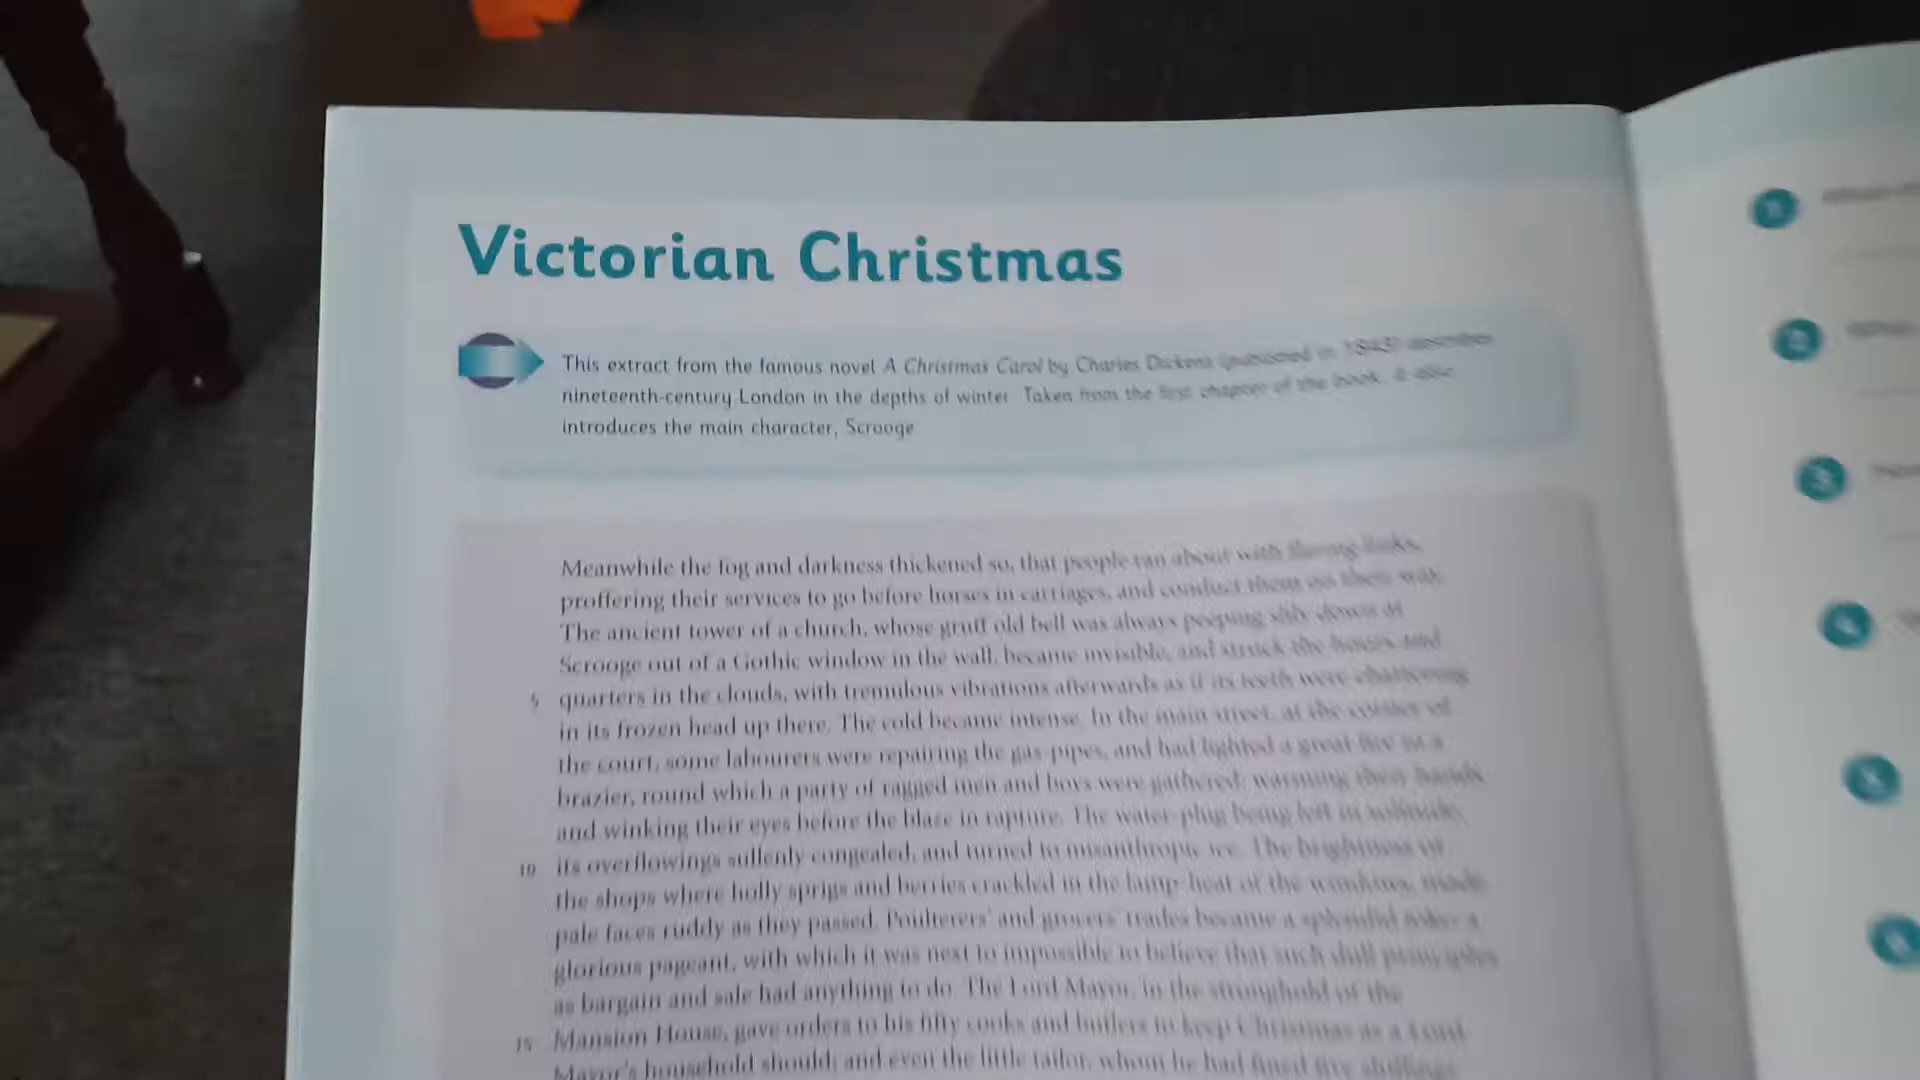 Victorian Christmas
This extract from the famous novel A Christmas Carol by Charles Dickens (published in 1843) describes
nineteenth-century London in the depths of winter. Taken from the first chapter of the book, it also
introduces the main character, Scrooge
Meanwhile the fog and darkness thickened so, that people ran about with flaring links,
proffering their services to go before horses in carriages, and conduct them on their way.
The ancient tower of a church, whose gruff old bell was always peeping slily down at
Scrooge out of a Gothic window in the wall, became invisible, and struck the hours and
5 quarters in the clouds, with tremulous vibrations afterwards as if its teeth were chattering
in its frozen head up there. The cold became intense. In the main street, at the corner of
the court, some labourers were repairing the gas-pipes, and had lighted a great fire in a
brazier, round which a party of ragged men and boys were gathered: warming their hands
and winking their eyes before the blaze in rapture. The water-plug being left in solitude,
10 its overflowings sullenly congealed, and turned to misanthropic ice. The brightness of
the shops where holly sprigs and berries crackled in the lamp-heat of the windows, made
pale faces ruddy as they passed. Poulterers' and grocers' trades became a splendid joke: a
glorious pageant, with which it was next to impossible to believe that such dull principles
as bargain and sale had anything to do. The Lord Mayor, in the stronghold of the
15 Mansion House, gave orders to his fifty cooks and butlers to keep Christmas as a Lord
Mayor's household should; and even the little tailor, whom he had fined five shillings
1
2
3
4
5
6